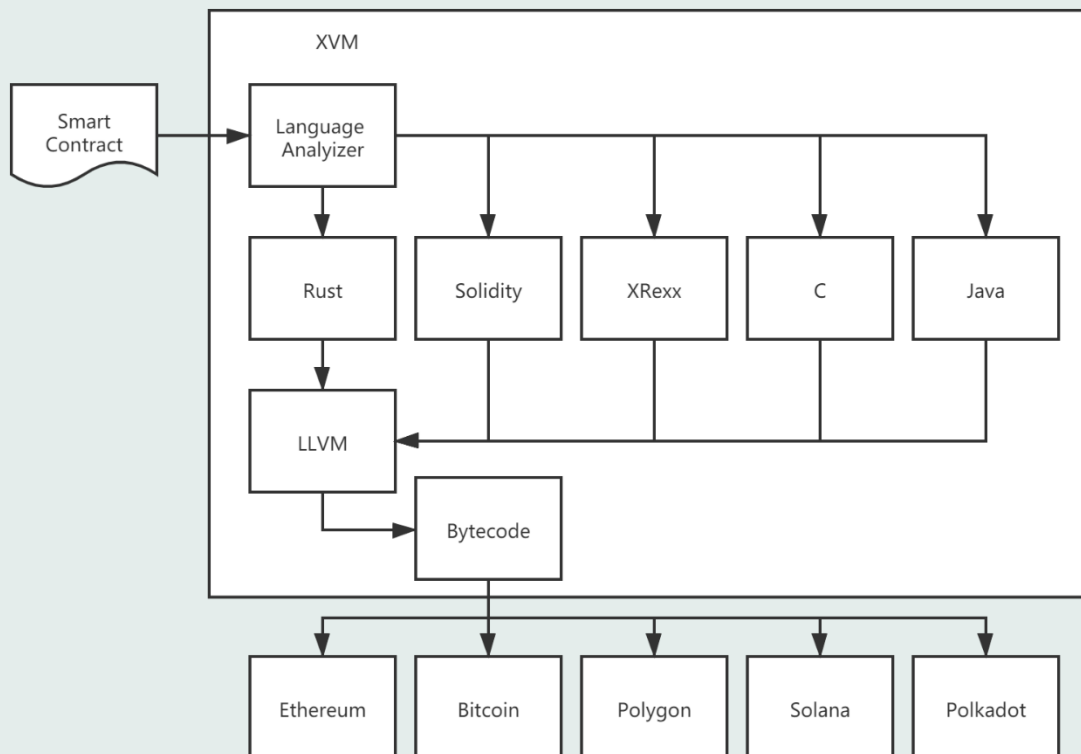 XVM
Smart
Contract
Language
Analyizer
Rust
Solidity
XRexx
C
Java
LLVM
Bytecode
Ethereum
Bitcoin
Polygon
Solana
Polkadot